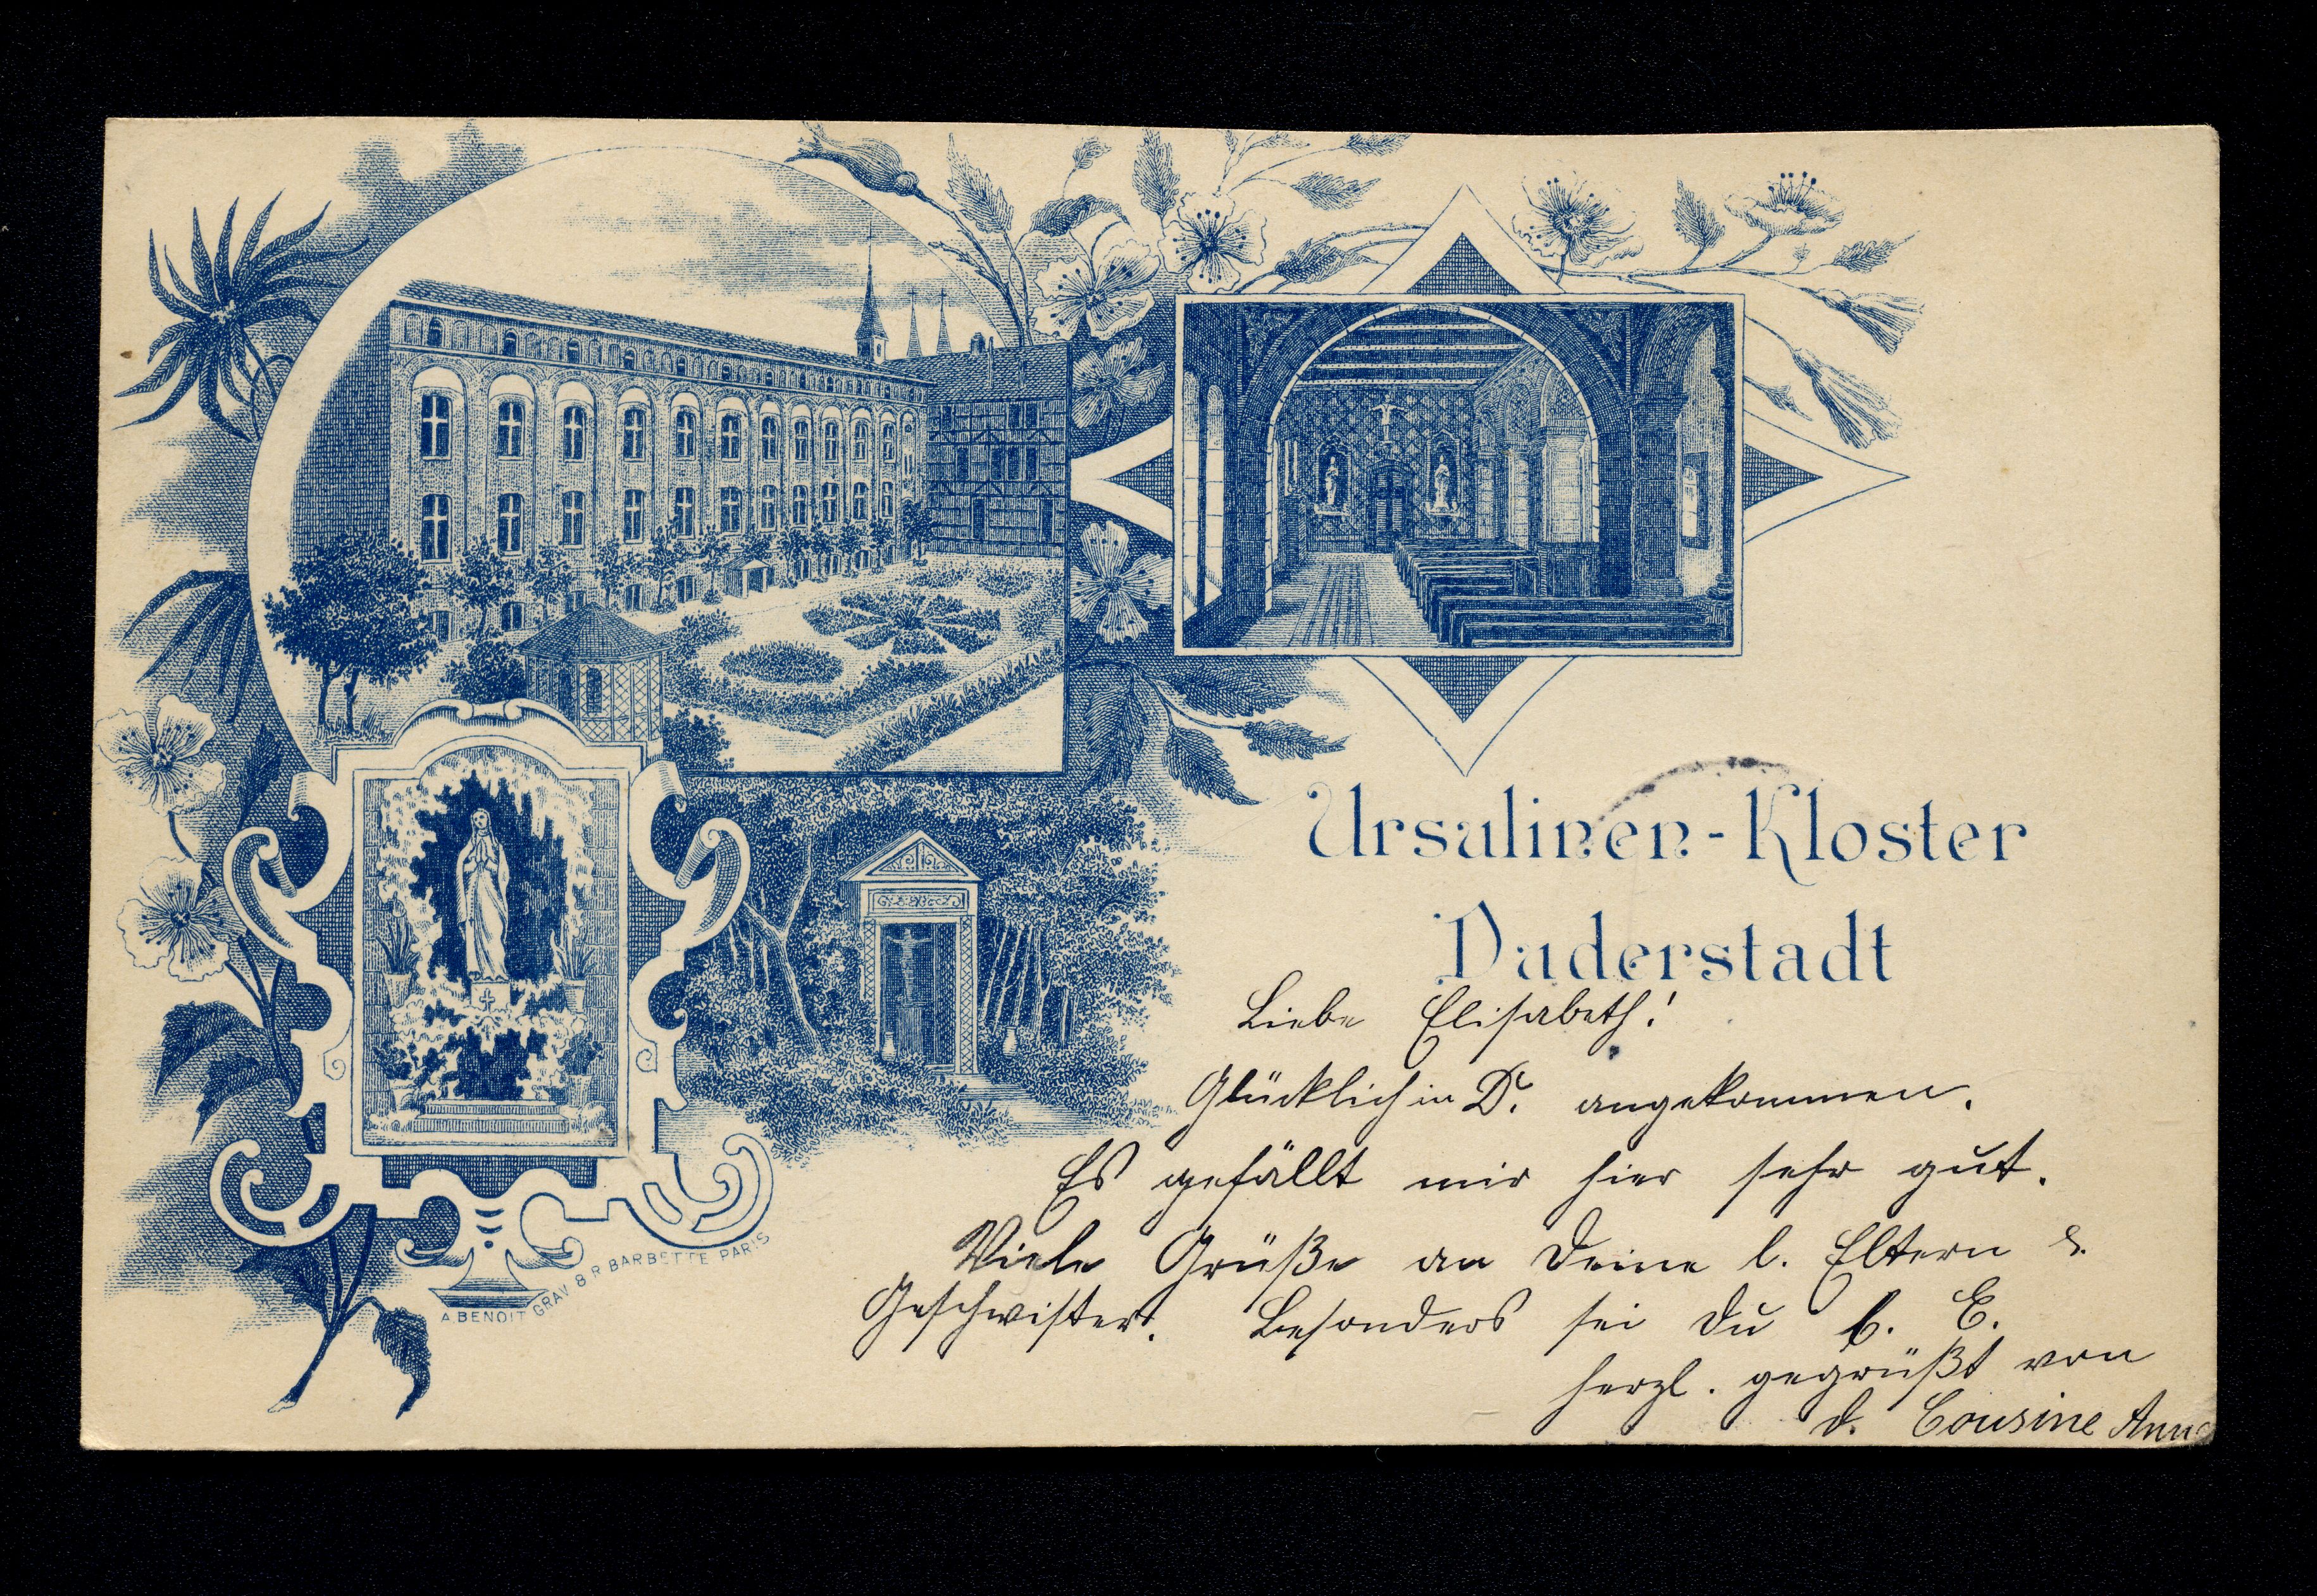 Ursulinen-Kloster
Duderstadt
Liebe Elisabeth!
Glücklich in D. angekommen.
Es gefällt mir hier sehr gut.
Viele Grüße an Deine l. Eltern &
Geschwister. Besonders sei Du l. E.
herzl. gegrüßt von
d. Cousine Anna
A BENOIT GRAV 8 R BARBETTE PARIS